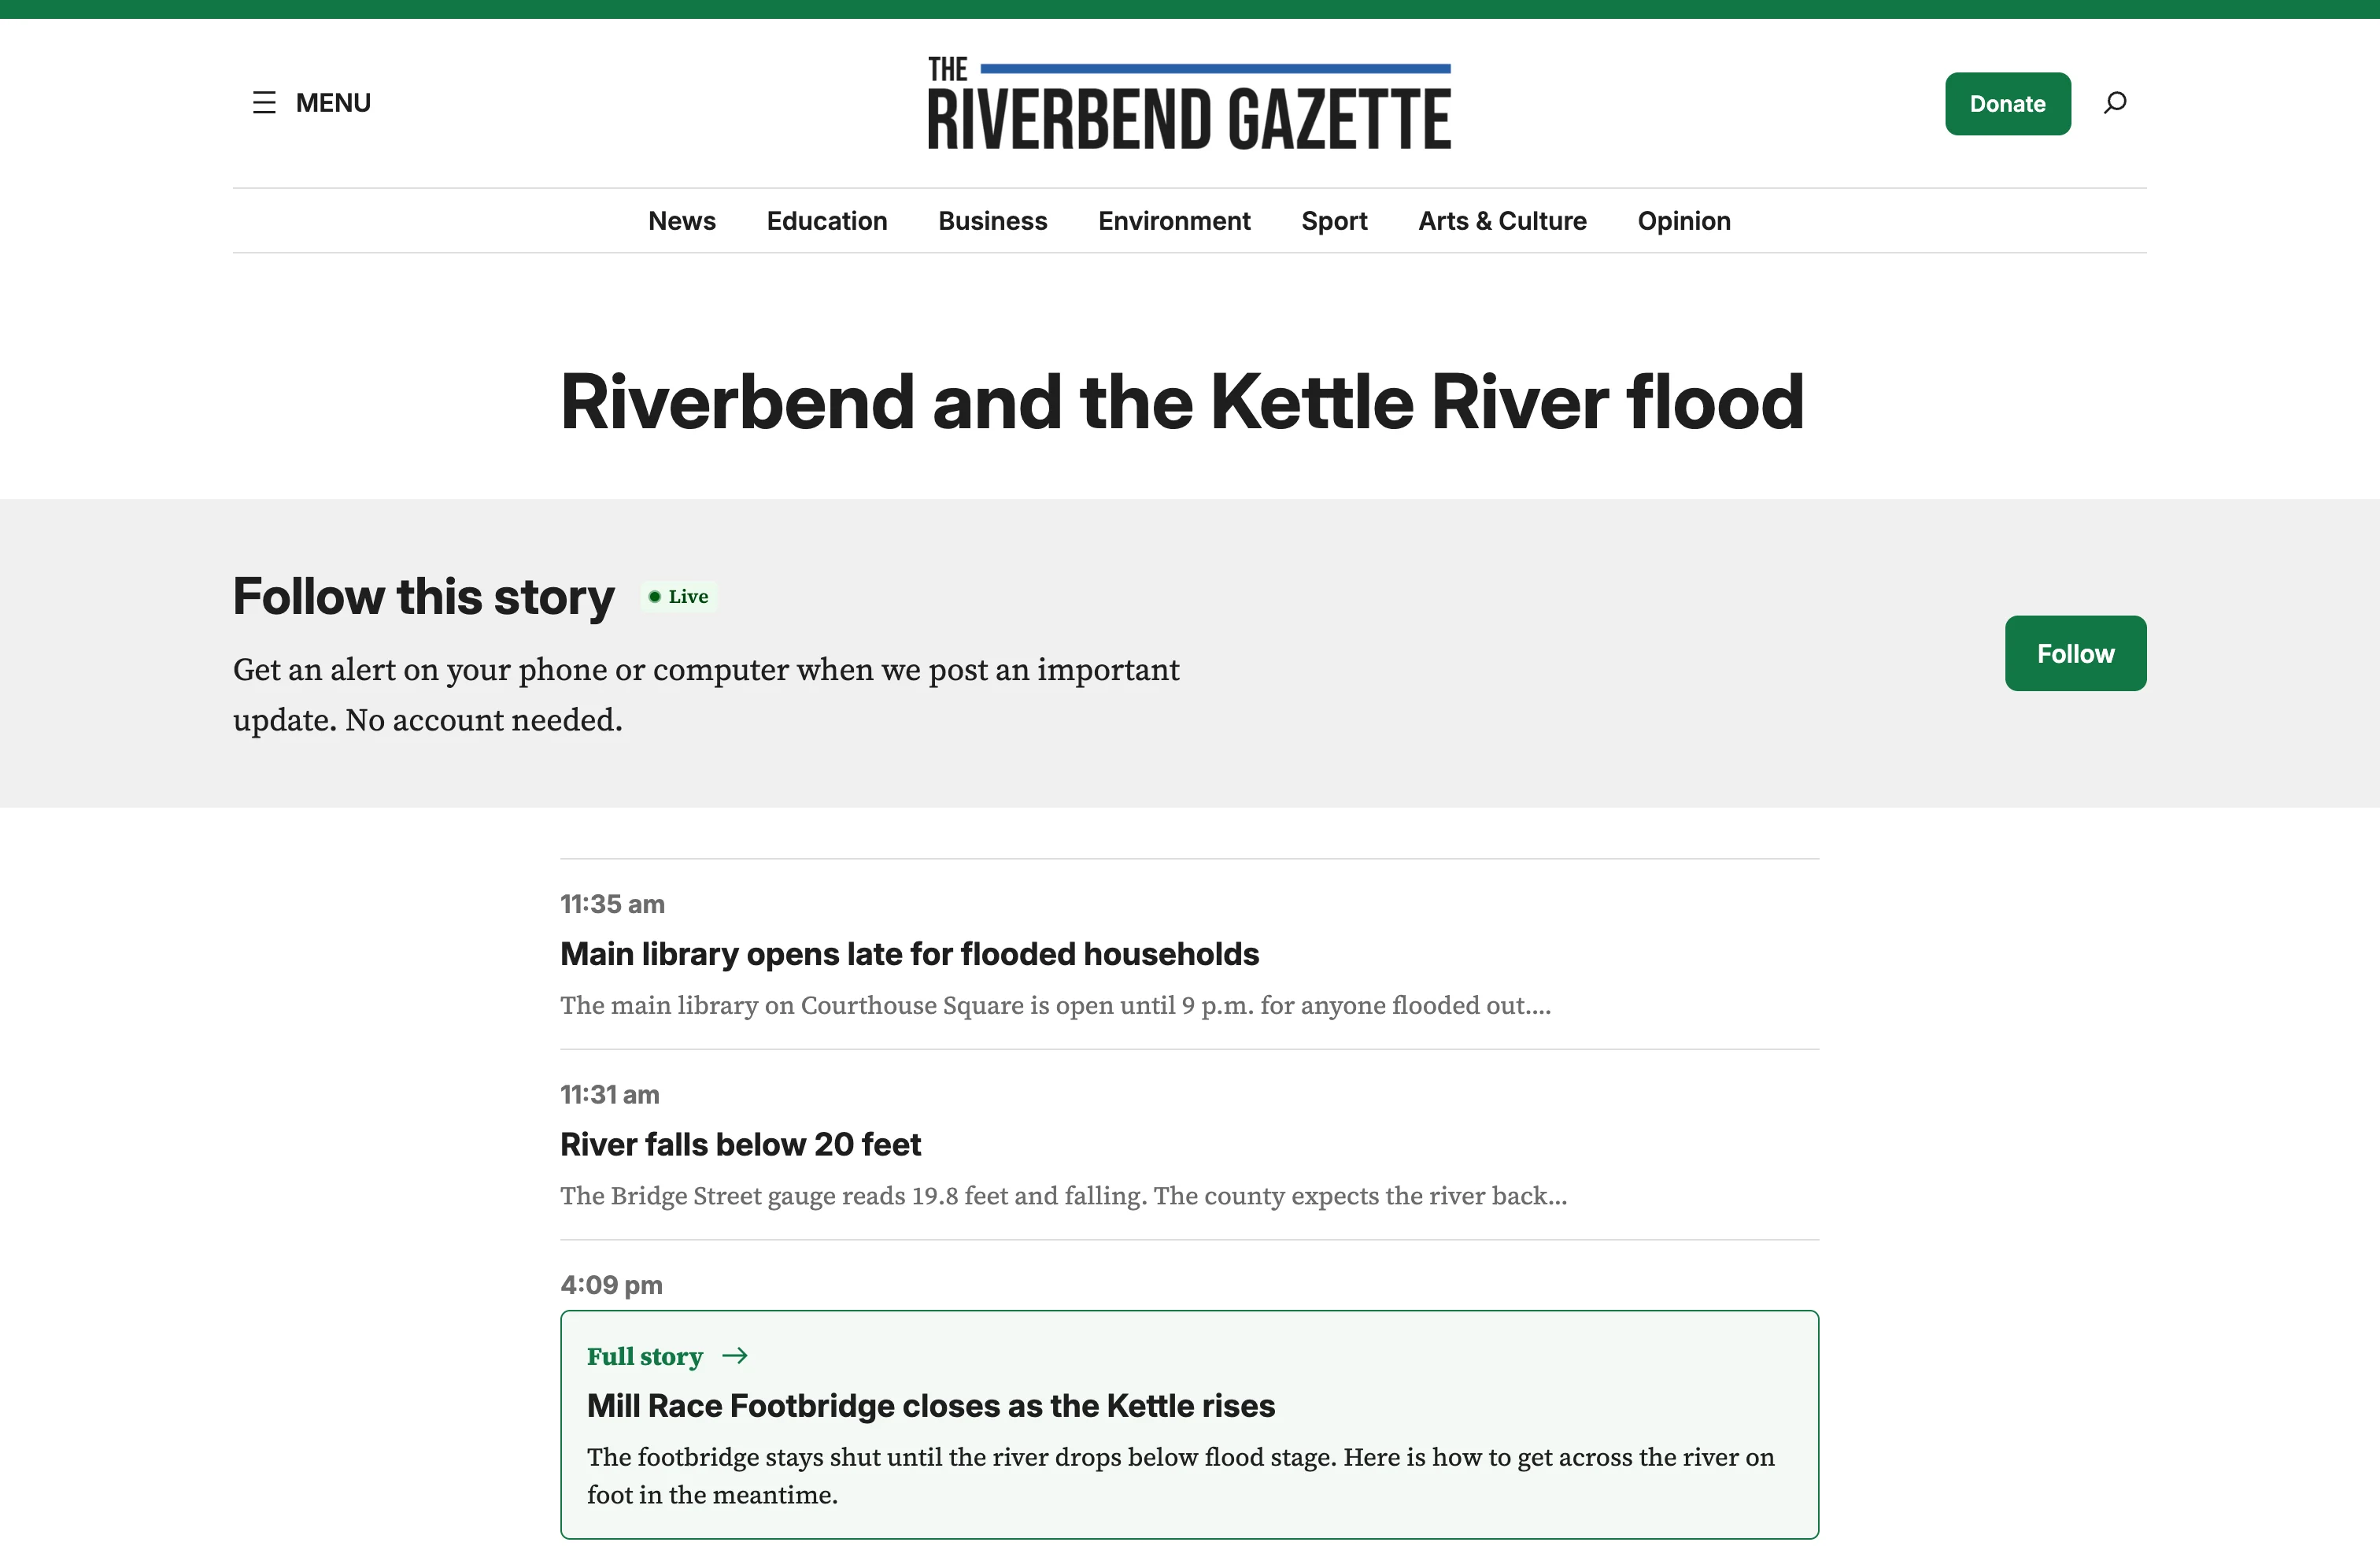 MENU
THE
RIVERBEND GAZETTE
Donate
News Education Business Environment Sport Arts & Culture Opinion
Riverbend and the Kettle River flood
Follow this story
Live
Get an alert on your phone or computer when we post an important
update. No account needed.
Follow
11:35 am
Main library opens late for flooded households
The main library on Courthouse Square is open until 9 p.m. for anyone flooded out....
11:31 am
River falls below 20 feet
The Bridge Street gauge reads 19.8 feet and falling. The county expects the river back...
4:09 pm
Full story →
Mill Race Footbridge closes as the Kettle rises
The footbridge stays shut until the river drops below flood stage. Here is how to get across the river on
foot in the meantime.